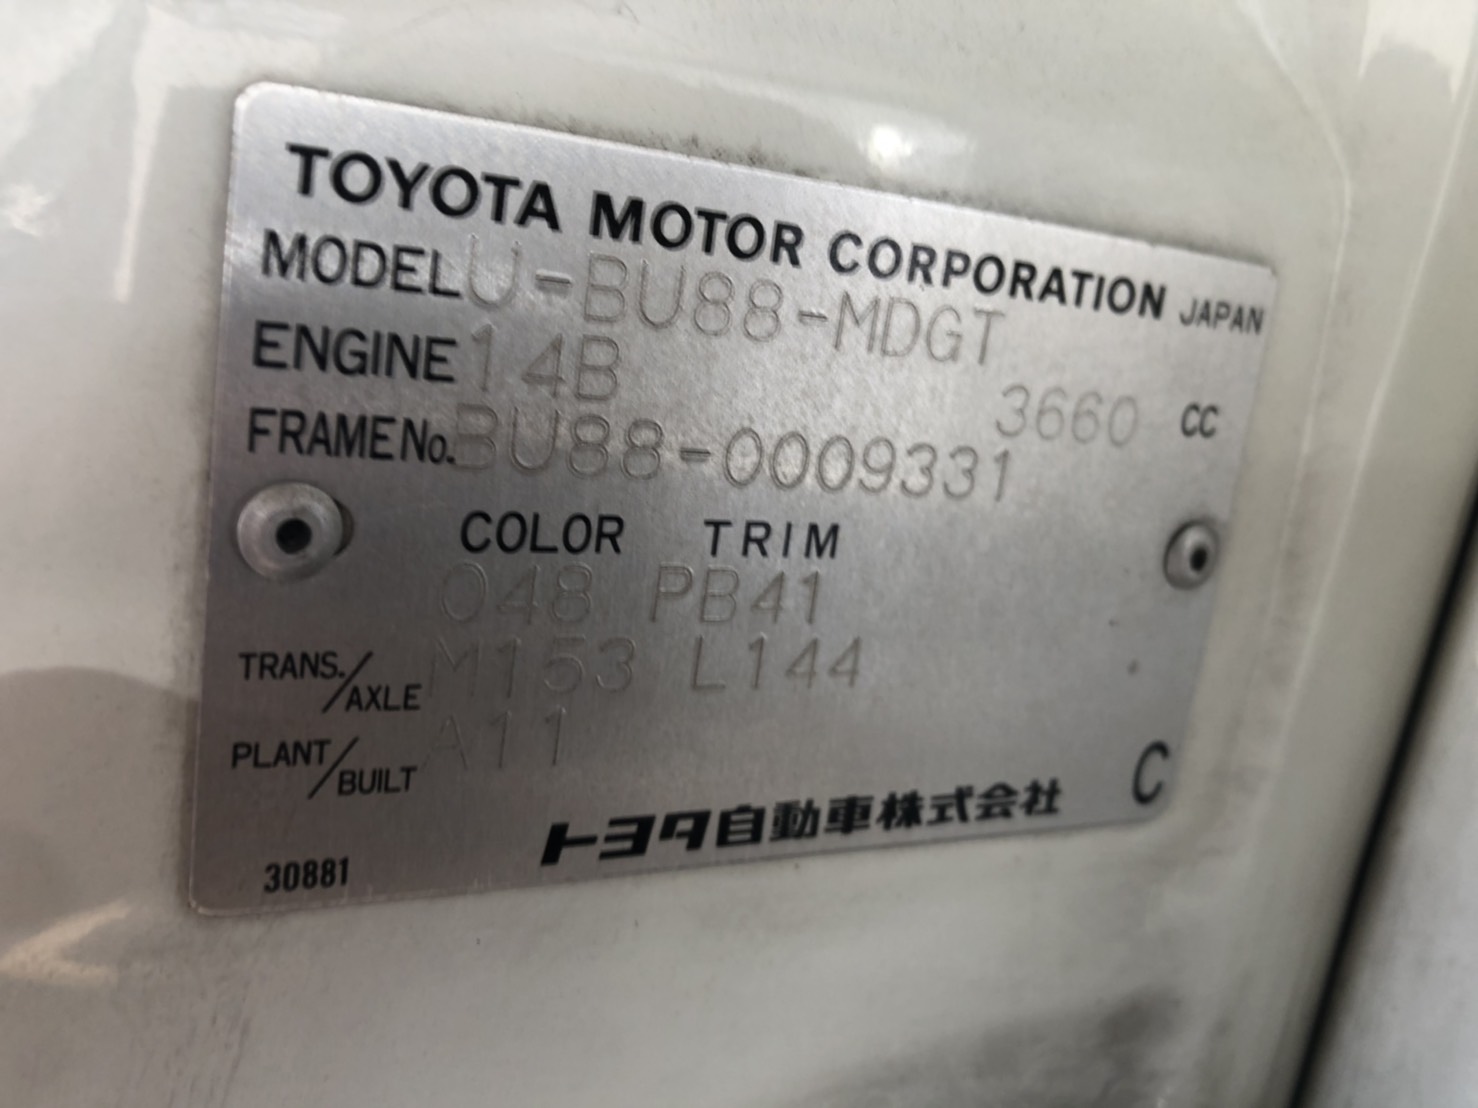 TOYOTA MOTOR CORPORATION JAPAN
MODEL U-BU88-MDGT
ENGINE 14B 3660 CC
FRAME No. BU88-0009331
COLOR TRIM
048 PB41
TRANS./AXLE M153 L144
PLANT/BUILT A11
C
トヨタ自動車株式会社
30881